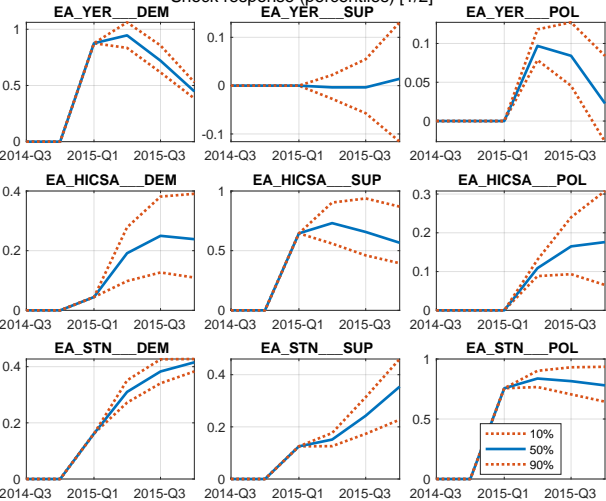 Shock response (percentiles) [1/2]
EA_YER___DEM EA_YER___SUP EA_YER___POL
1 0.1 0.1
0.5 0 0.05
0 -0.1 0
2014-Q3 2015-Q1 2015-Q3 2014-Q3 2015-Q1 2015-Q3 2014-Q3 2015-Q1 2015-Q3
EA_HICSA___DEM EA_HICSA___SUP EA_HICSA___POL
0.4 1 0.3
0.2 0.5 0.2
0.1
0 0 0
2014-Q3 2015-Q1 2015-Q3 2014-Q3 2015-Q1 2015-Q3 2014-Q3 2015-Q1 2015-Q3
EA_STN___DEM EA_STN___SUP EA_STN___POL
0.4 0.4 1
0.2 0.2 0.5
0 0 0
2014-Q3 2015-Q1 2015-Q3 2014-Q3 2015-Q1 2015-Q3 2014-Q3 2015-Q1 2015-Q3
10%
50%
90%